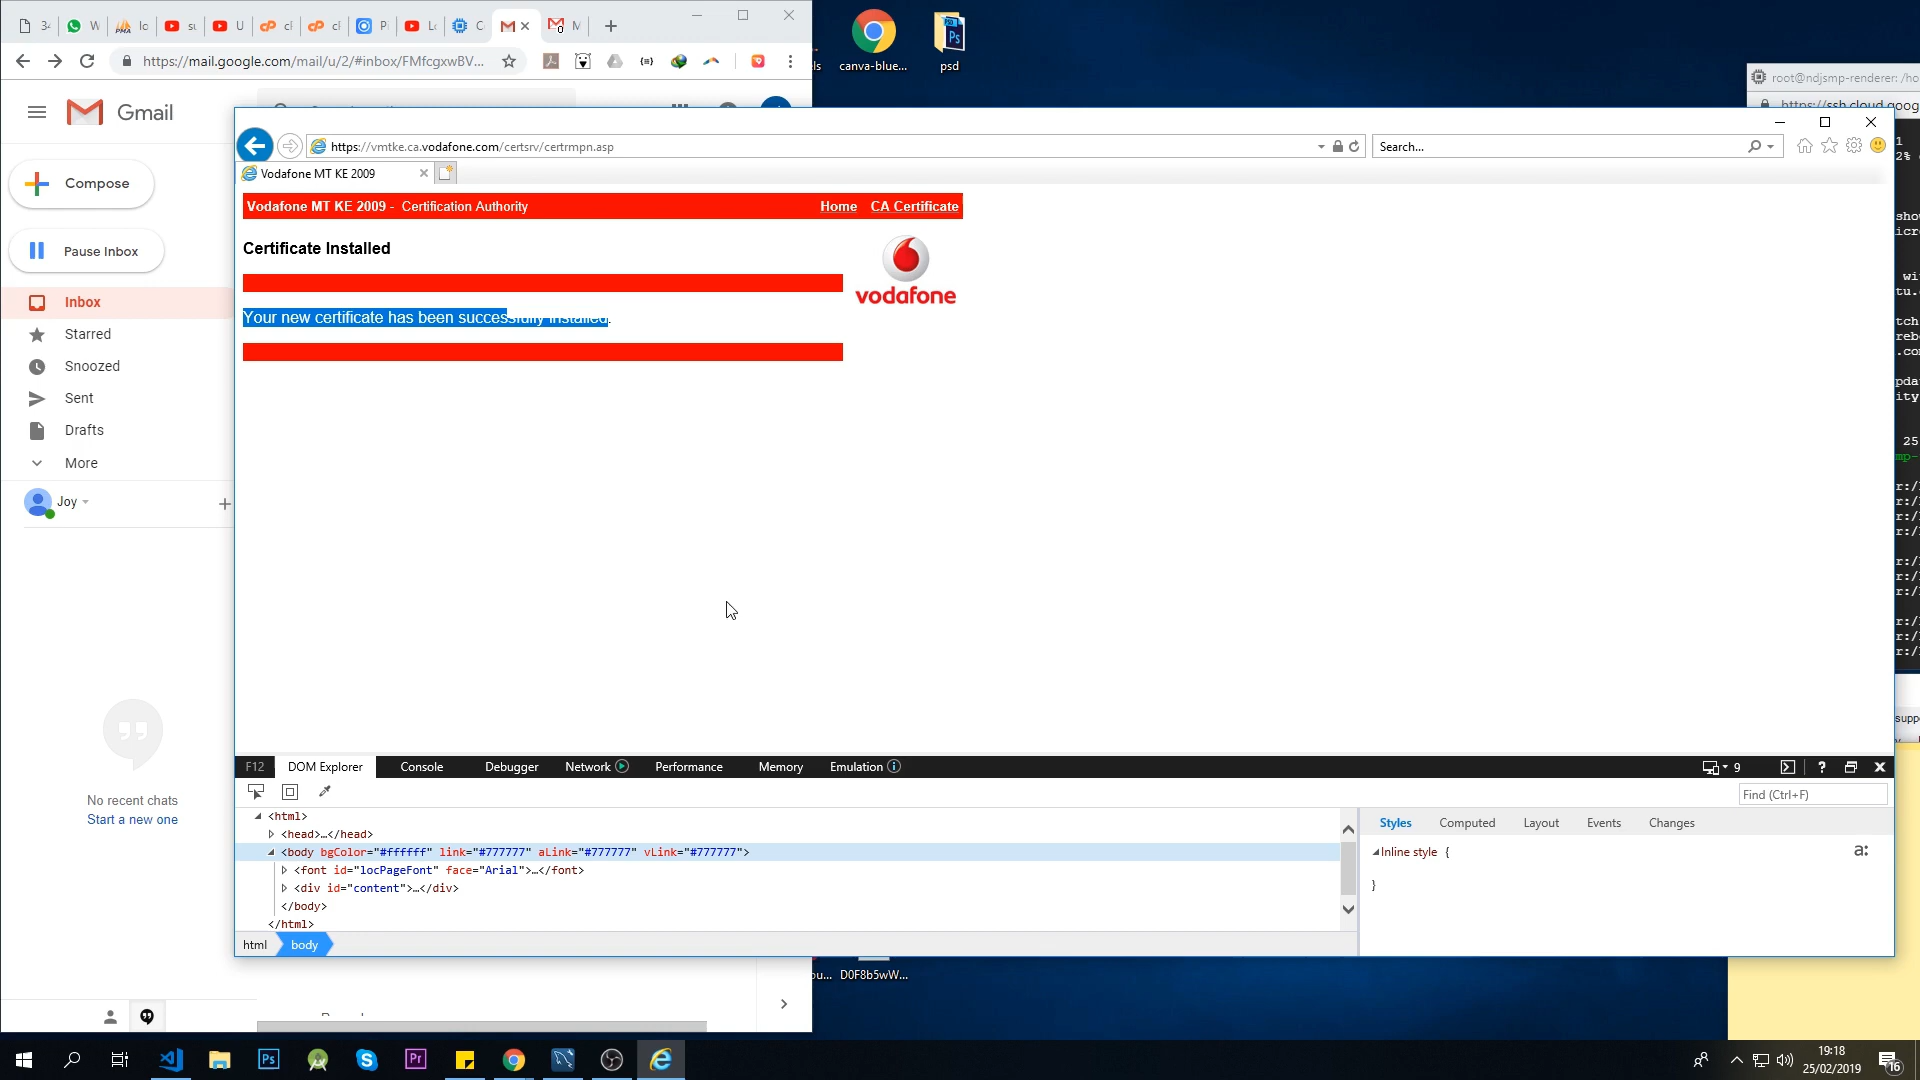 https://mail.google.com/mail/u/2/#inbox/FMfcgxwBV...
Gmail
Compose
Pause Inbox
Inbox
Starred
Snoozed
Sent
Drafts
More
Joy
No recent chats
Start a new one
canva-blue...
psd
root@ndjsmp-renderer: /ho
https://ssh.cloud.goog
https://vmtke.ca.vodafone.com/certsrv/certrmpn.asp
Search...
Vodafone MT KE 2009
Vodafone MT KE 2009 - Certification Authority
Home
CA Certificate
Certificate Installed
vodafone
Your new certificate has been successfully installed.
F12
DOM Explorer
Console
Debugger
Network
Performance
Memory
Emulation
9
Find (Ctrl+F)
<html>
<head>…</head>
<body bgColor="#ffffff" link="#777777" aLink="#777777" vLink="#777777">
<font id="locPageFont" face="Arial">…</font>
<div id="content">…</div>
</body>
</html>
html
body
Styles
Computed
Layout
Events
Changes
Inline style {
a:
}
D0F8b5wW...
19:18
25/02/2019
16